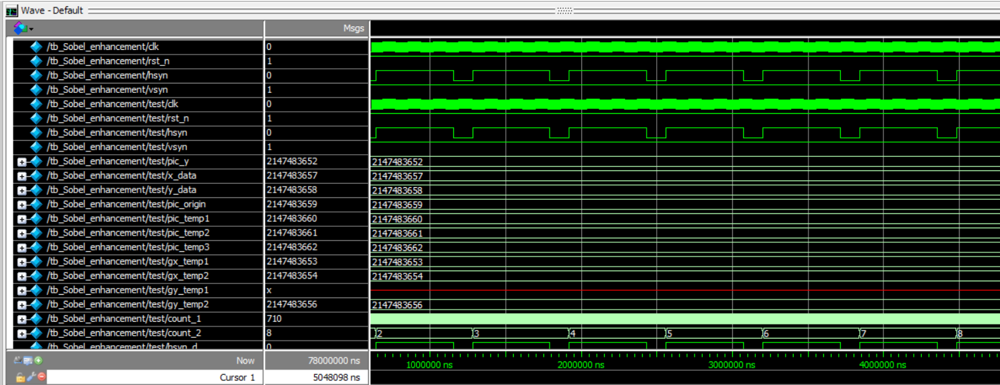 Wave - Default
Msgs
/tb_Sobel_enhancement/clk 0
/tb_Sobel_enhancement/rst_n 1
/tb_Sobel_enhancement/hsyn 0
/tb_Sobel_enhancement/vsyn 1
/tb_Sobel_enhancement/test/clk 0
/tb_Sobel_enhancement/test/rst_n 1
/tb_Sobel_enhancement/test/hsyn 0
/tb_Sobel_enhancement/test/vsyn 1
/tb_Sobel_enhancement/test/pic_y 2147483652 2147483652
/tb_Sobel_enhancement/test/x_data 2147483657 2147483657
/tb_Sobel_enhancement/test/y_data 2147483658 2147483658
/tb_Sobel_enhancement/test/pic_origin 2147483659 2147483659
/tb_Sobel_enhancement/test/pic_temp1 2147483660 2147483660
/tb_Sobel_enhancement/test/pic_temp2 2147483661 2147483661
/tb_Sobel_enhancement/test/pic_temp3 2147483662 2147483662
/tb_Sobel_enhancement/test/gx_temp1 2147483653 2147483653
/tb_Sobel_enhancement/test/gx_temp2 2147483654 2147483654
/tb_Sobel_enhancement/test/gy_temp1 x
/tb_Sobel_enhancement/test/gy_temp2 2147483656 2147483656
/tb_Sobel_enhancement/test/count_1 710
/tb_Sobel_enhancement/test/count_2 8 2 3 4 5 6 7 8
/tb_Sobel_enhancement/test/hsyn_d 0
Now 78000000 ns 1000000 ns 2000000 ns 3000000 ns 4000000 ns
Cursor 1 5048098 ns